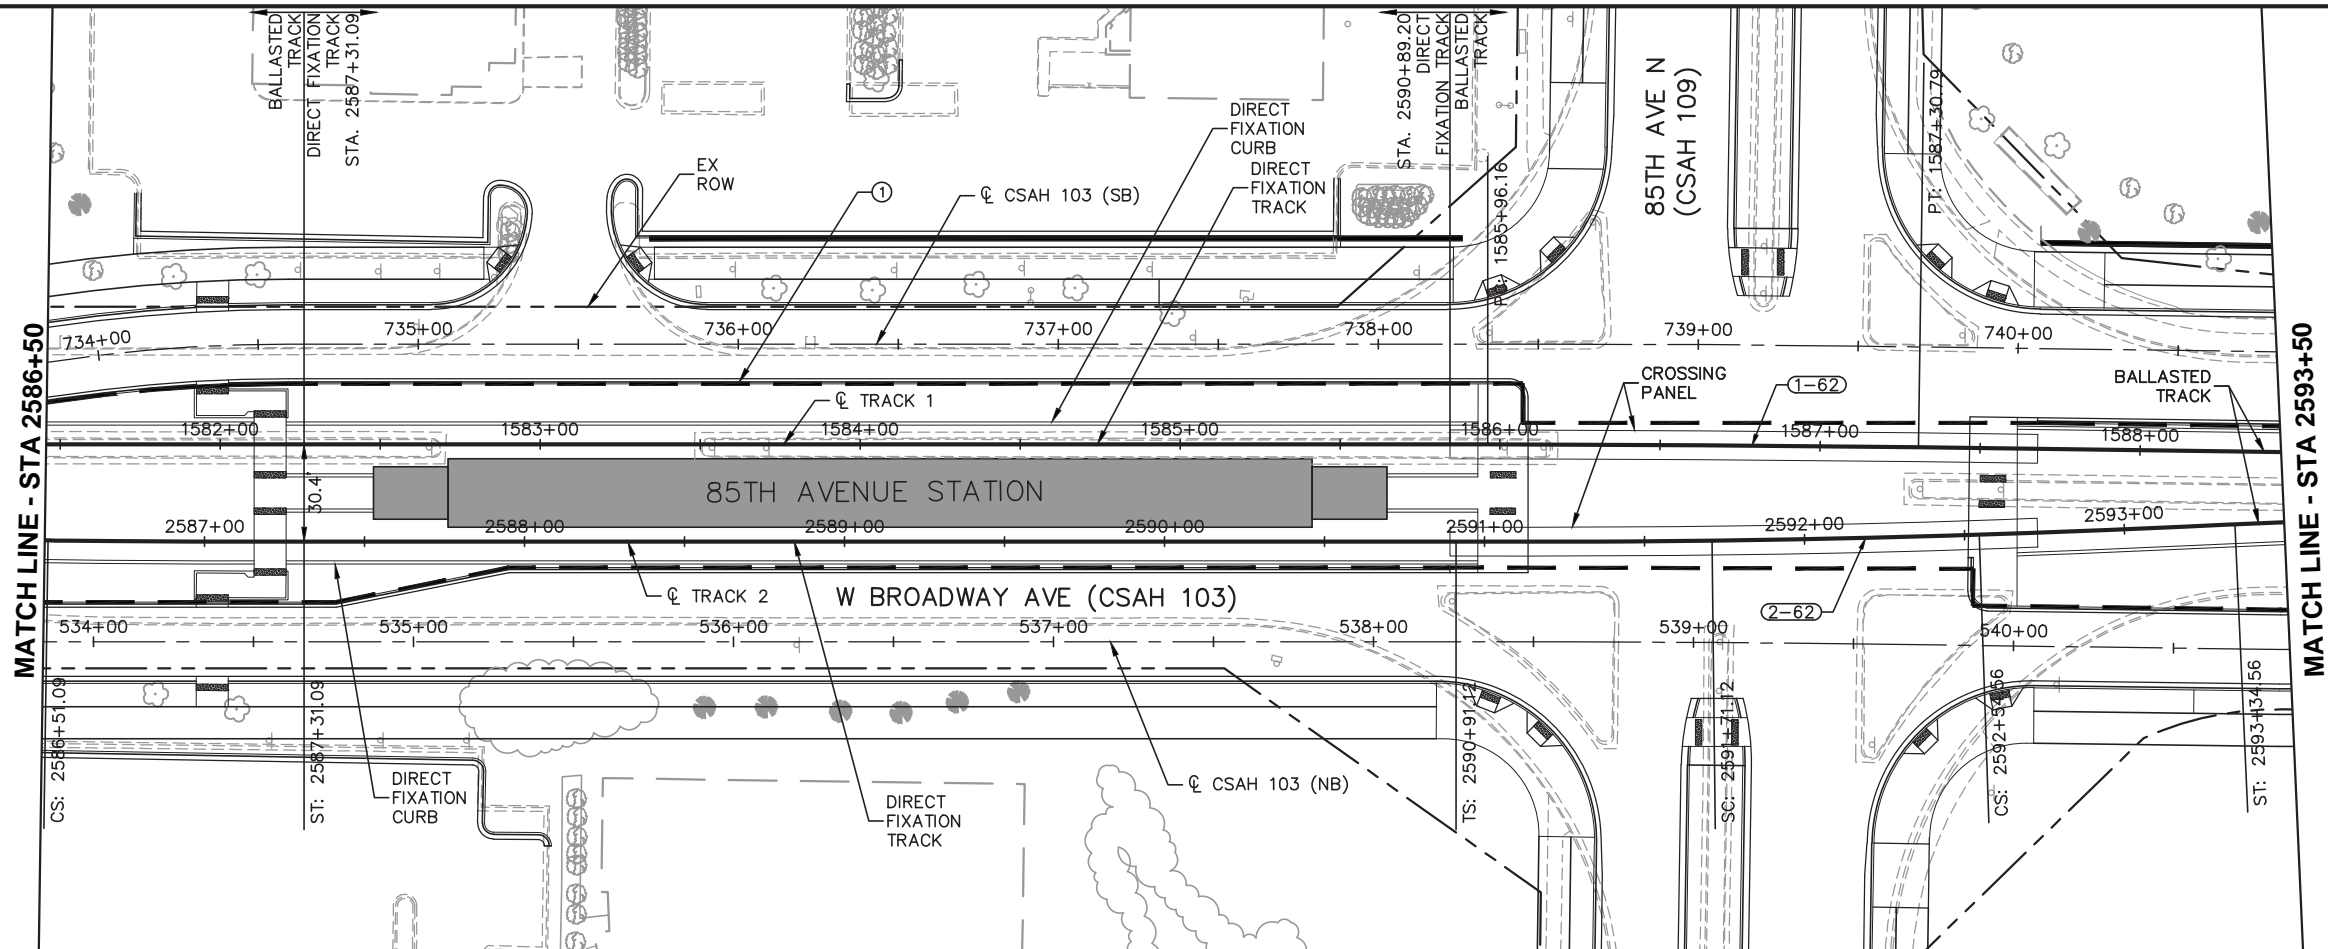 BALLASTED
TRACK
DIRECT FIXATION
TRACK
STA. 2587+31.09
STA. 2590+89.20
DIRECT
FIXATION TRACK
BALLASTED
TRACK
85TH AVE N
(CSAH 109)
PT: 1587+30.79
1585+96.16
DIRECT
FIXATION
CURB
DIRECT
FIXATION
TRACK
EX
ROW
1
℄ CSAH 103 (SB)
734+00
735+00
736+00
737+00
738+00
739+00
740+00
MATCH LINE - STA 2586+50
MATCH LINE - STA 2593+50
CROSSING
PANEL
1-62
BALLASTED
TRACK
℄ TRACK 1
1582+00
1583+00
1584+00
1585+00
1586+00
1587+00
1588+00
30.4'
85TH AVENUE STATION
2587+00
2588+00
2589+00
2590+00
2591+00
2592+00
2593+00
℄ TRACK 2
W BROADWAY AVE (CSAH 103)
2-62
534+00
535+00
536+00
537+00
538+00
539+00
540+00
CS: 2586+51.09
ST: 2587+31.09
TS: 2590+91.12
SC: 2591+71.12
CS: 2592+54.56
ST: 2593+34.56
DIRECT
FIXATION
CURB
DIRECT
FIXATION
TRACK
℄ CSAH 103 (NB)